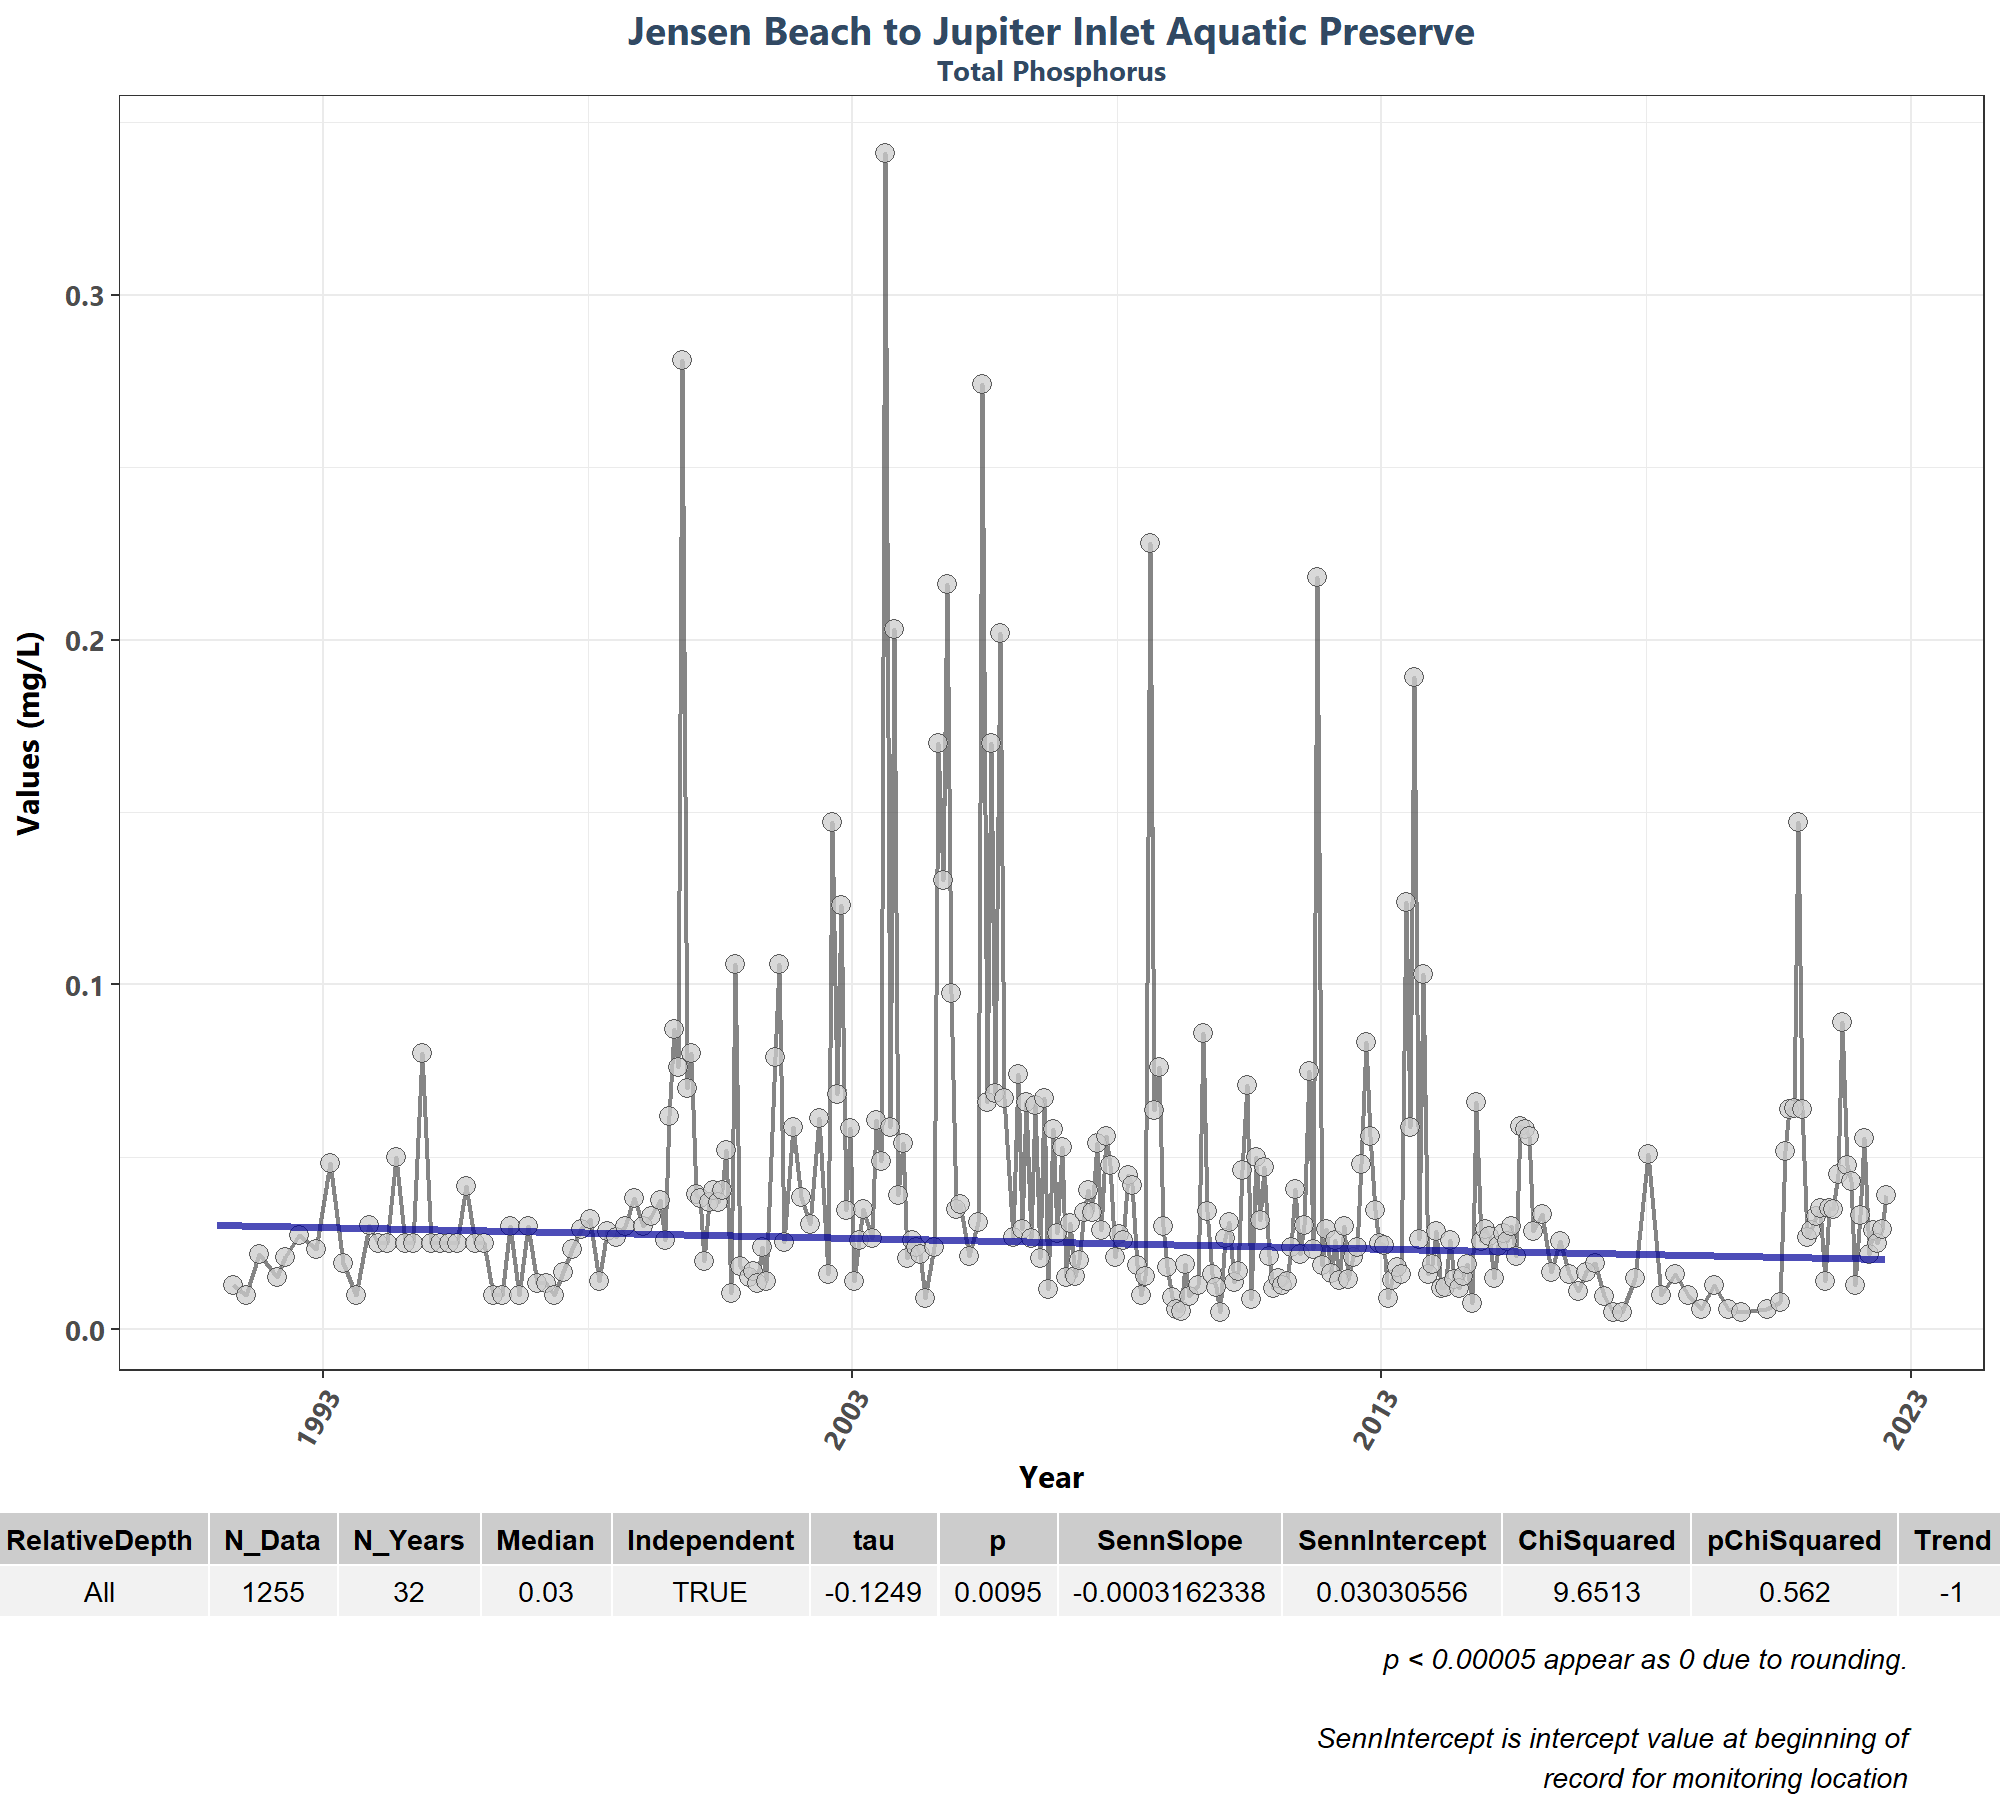 Jensen Beach to Jupiter Inlet Aquatic Preserve
Total Phosphorus
Values (mg/L)
0.3
0.2
0.1
0.0
1993 2003 2013 2023
Year
RelativeDepth N_Data N_Years Median Independent tau p SennSlope SennIntercept ChiSquared pChiSquared Trend
All 1255 32 0.03 TRUE -0.1249 0.0095 -0.0003162338 0.03030556 9.6513 0.562 -1
p < 0.00005 appear as 0 due to rounding.
SennIntercept is intercept value at beginning of
record for monitoring location